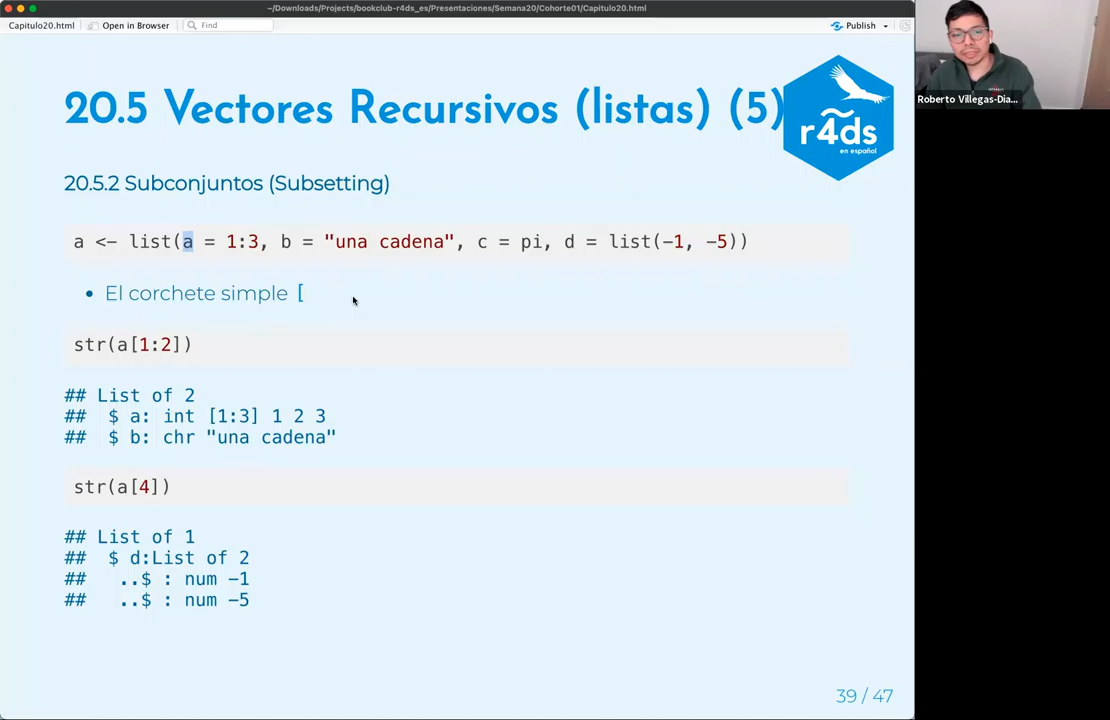 ~/Downloads/Projects/bookclub-r4ds_es/Presentaciones/Semana20/Cohorte01/Capitulo20.html
Capitulo20.html
Open in Browser
Find
Publish
20.5 Vectores Recursivos (listas) (5)
r4ds
en español
20.5.2 Subconjuntos (Subsetting)
a <- list(a = 1:3, b = "una cadena", c = pi, d = list(-1, -5))
• El corchete simple [
str(a[1:2])
## List of 2
##  $ a: int [1:3] 1 2 3
##  $ b: chr "una cadena"
str(a[4])
## List of 1
##  $ d:List of 2
##   ..$ : num -1
##   ..$ : num -5
39 / 47
Roberto Villegas-Dia...